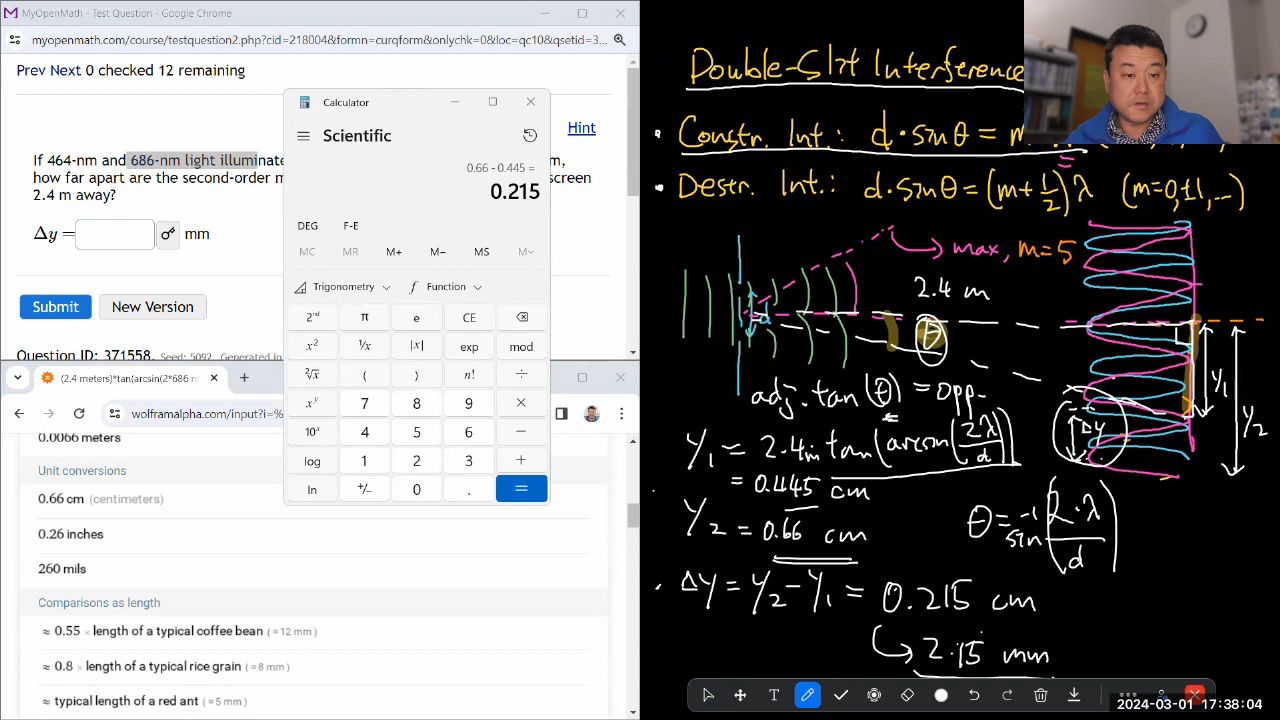 MyOpenMath / Course / Test Question - Google Chrome
myopenmath.com/course/testquestion2.php?cid=218004&formn=curqform&onlychk=0&loc=qc10&qsetid=3...
Prev Next 0 checked 12 remaining
Hint
If 464-nm and 686-nm light illumin
n,
how far apart are the second-order m
screen
2.4 m away?
Δy =
mm
Submit
New Version
Question ID: 371558.
Seed: 5092
Calculator
Scientific
0.66 - 0.445 =
0.215
DEG F-E
MC MR M+ M- MS M˅
Trigonometry
Function
2ⁿᵈ π e CE
x² ¹/x |x| exp mod
²√x ( ) n! ÷
xʸ 7 8 9 ×
10ˣ 4 5 6 −
log 1 2 3 +
ln +/− 0 . =
(2.4 meters)*tan(arcsin(2*686 n
wolframalpha.com/input?i=%
0.0066 meters
Unit conversions
0.66 cm (centimeters)
0.26 inches
260 mils
Comparisons as length
≈ 0.55 × length of a typical coffee bean (≈ 12 mm)
≈ 0.8 × length of a typical rice grain (≈ 8 mm)
≈ typical length of a red ant (≈ 5 mm)
Double-Slit Interference
• Constr. Int.: d·sinθ = m
• Destr. Int.: d·sinθ = (m+1/2)λ (m=0,±1,...)
max, m=5
2.4 m
d
θ
adj·tan(θ) = opp.
y₁
y₂
Δy
y₁ = 2.4m tan(arcsin(2λ/d))
= 0.445 cm
y₂ = 0.66 cm
θ = sin⁻¹(2·λ/d)
• Δy = y₂ - y₁ = 0.215 cm
2.15 mm
2024-03-01 17:38:04